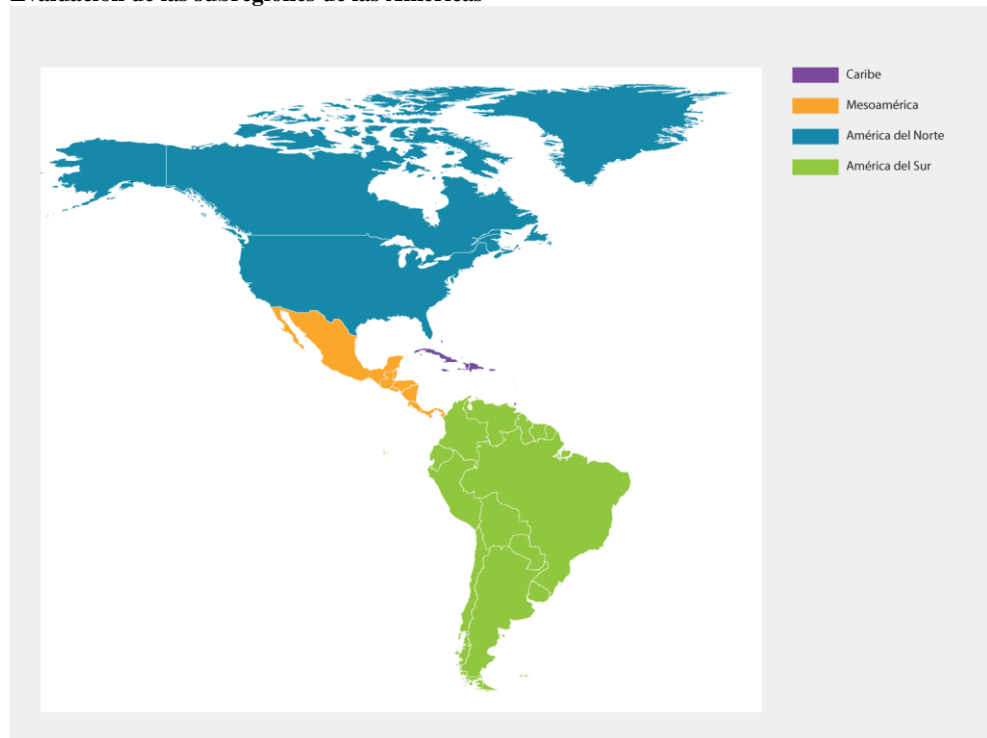 Evaluación de las subregiones de las Américas
Caribe
Mesoamérica
América del Norte
América del Sur